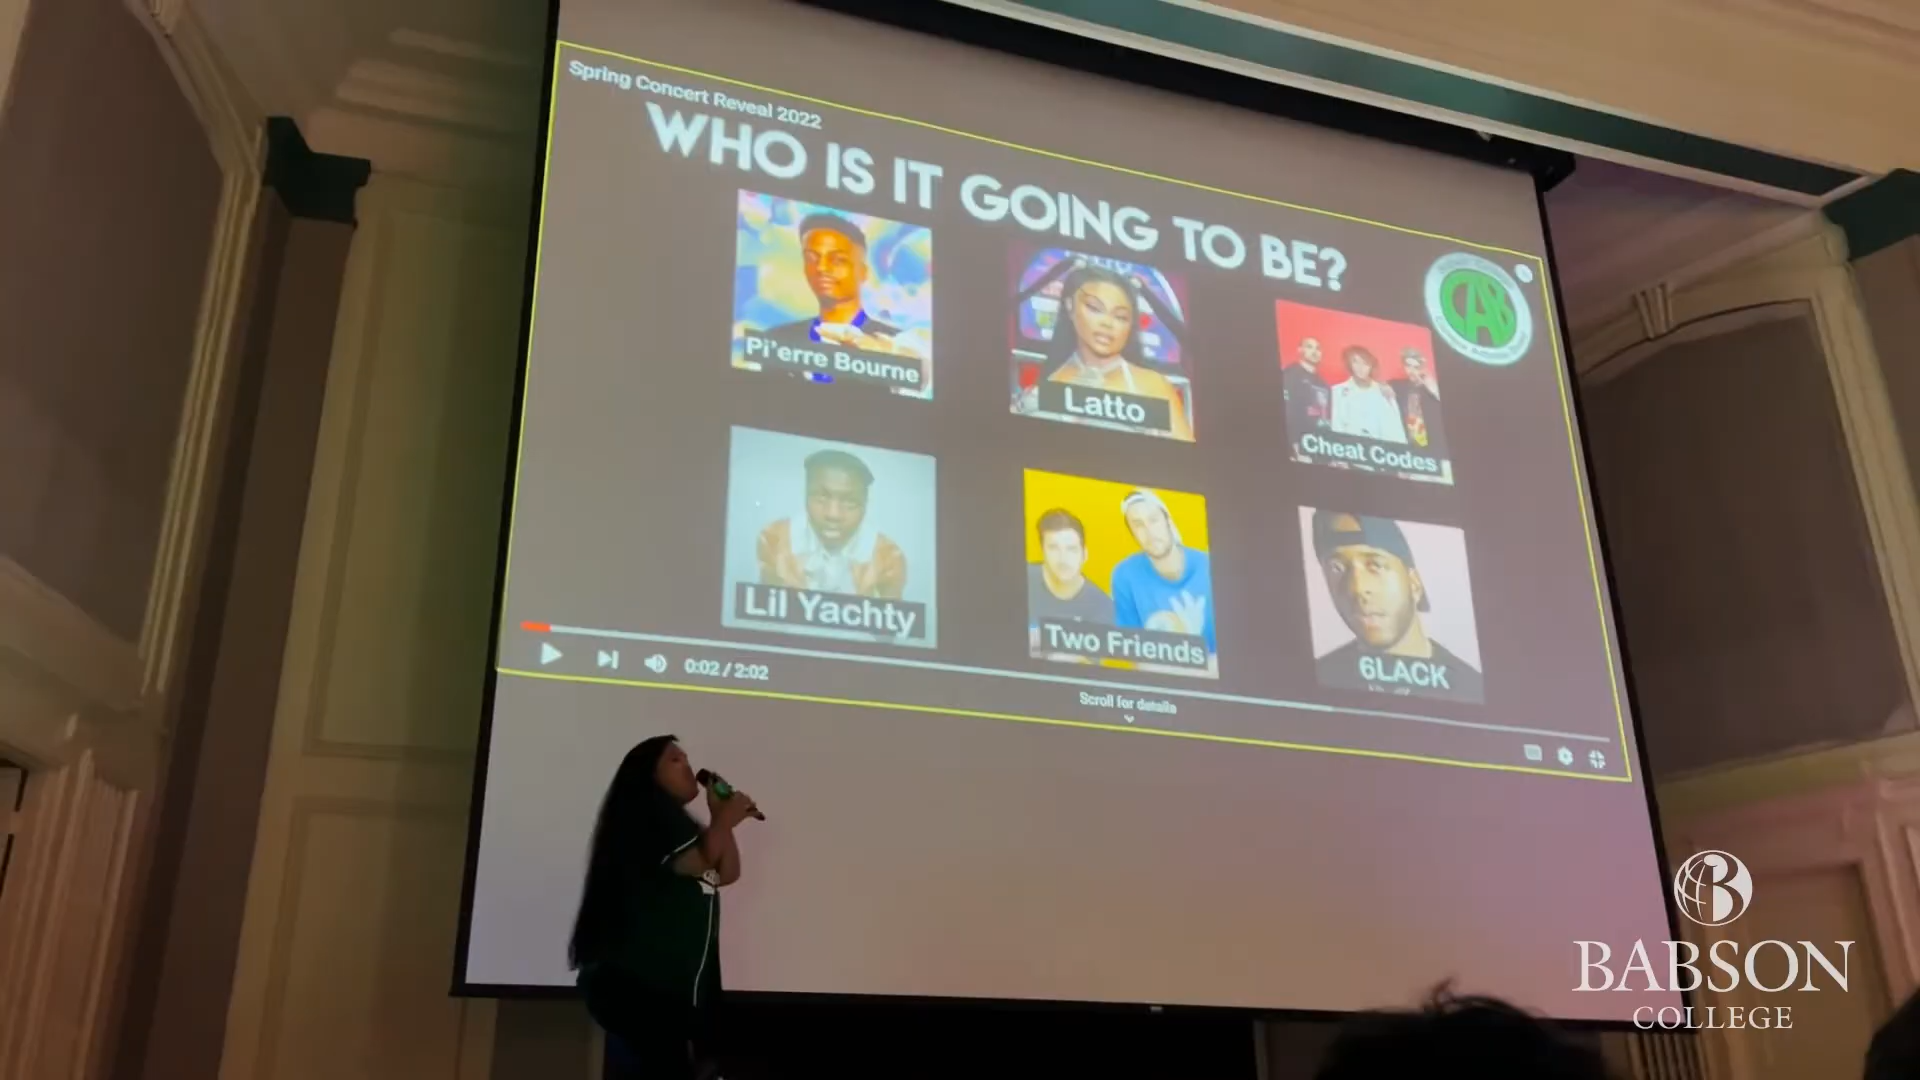 Spring Concert Reveal 2022
WHO IS IT GOING TO BE?
Pi'erre Bourne
Latto
Cheat Codes
Lil Yachty
Two Friends
6LACK
0:02 / 2:02
Scroll for details
CAB
B
BABSON
COLLEGE